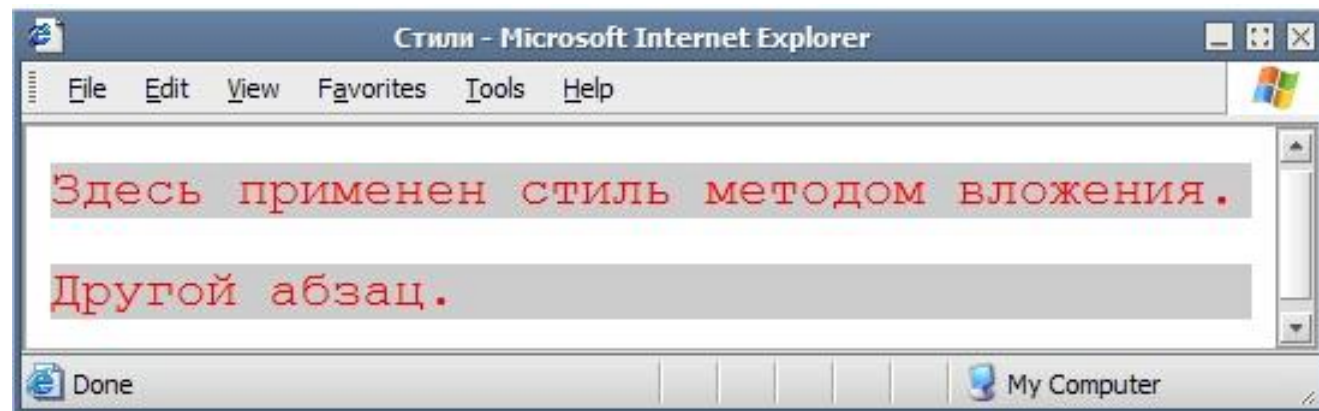 Стили - Microsoft Internet Explorer
File Edit View Favorites Tools Help
Здесь применен стиль методом вложения.
Другой абзац.
Done My Computer